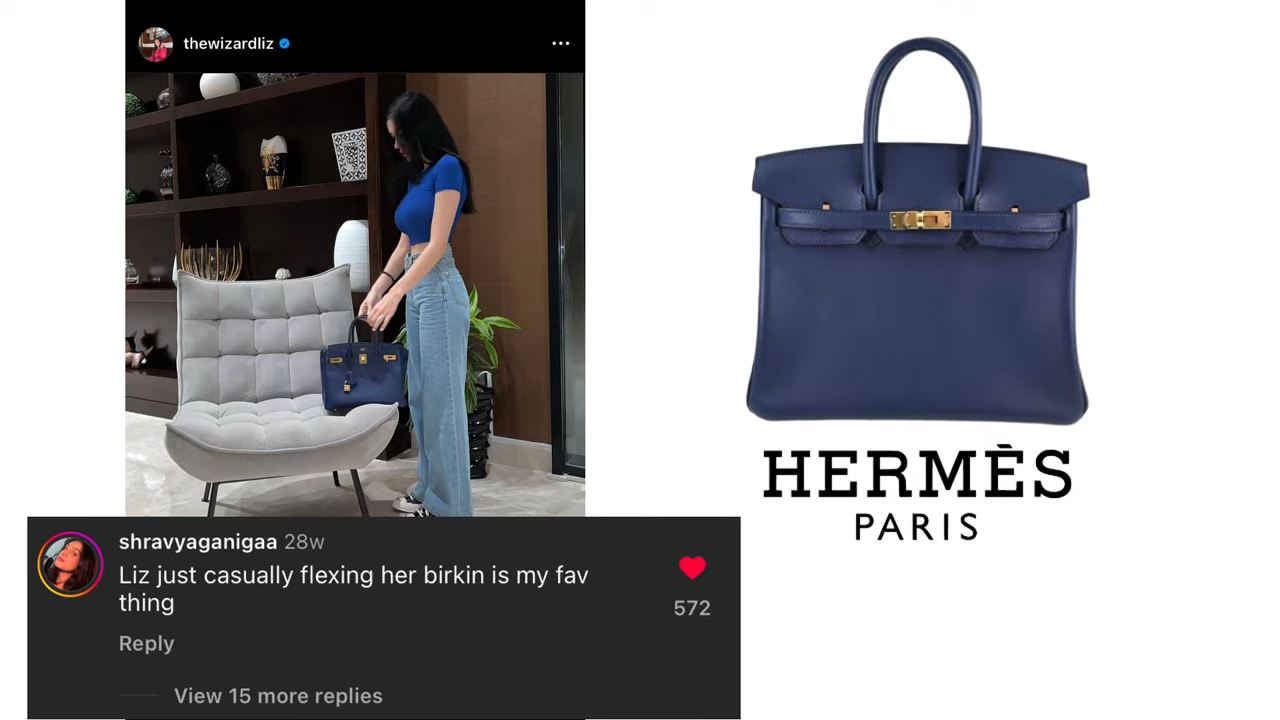 thewizardliz
HERMÈS
PARIS
shravyaganigaa 28w
Liz just casually flexing her birkin is my fav
thing
572
Reply
View 15 more replies